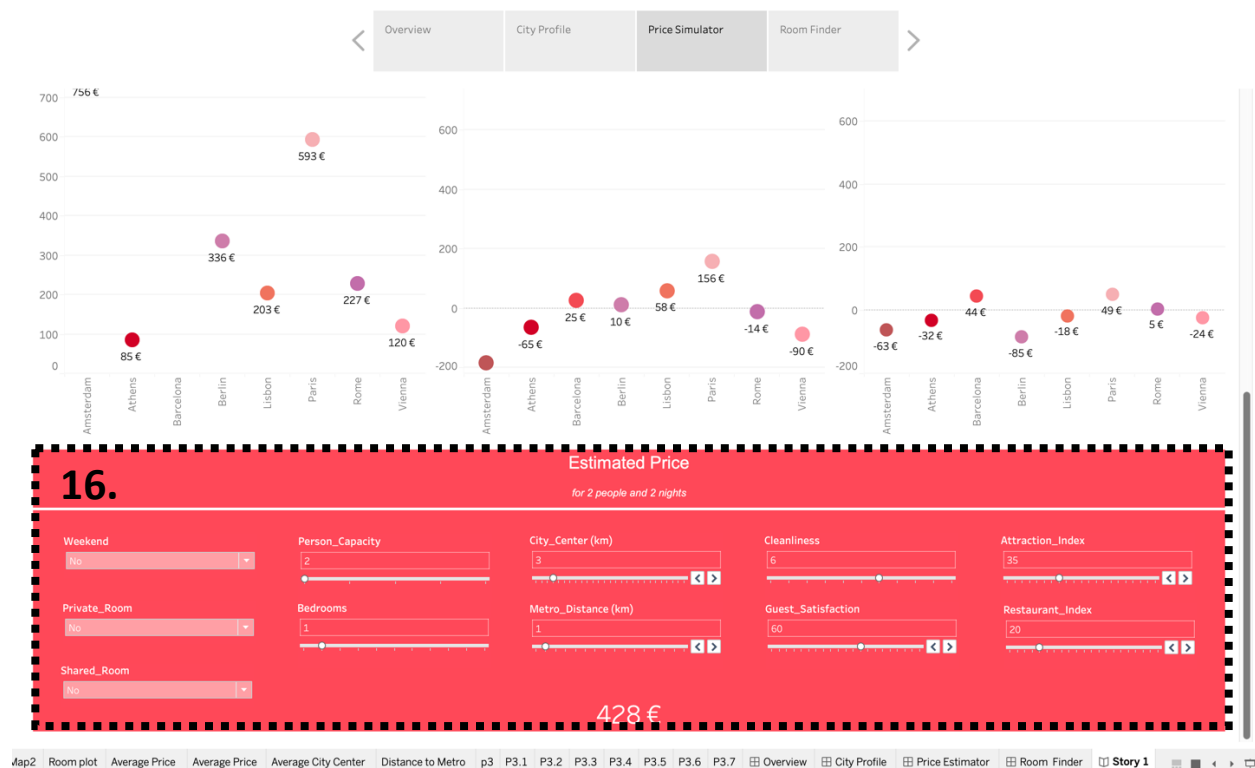 Overview City Profile Price Simulator Room Finder
700 756 €
600
500
400
300
200
100
0
593 €
336 €
203 €
227 €
120 €
85 €
Amsterdam Athens Barcelona Berlin Lisbon Paris Rome Vienna
600
400
200
0
-200
156 €
58 €
25 €
10 €
-14 €
-65 €
-90 €
Amsterdam Athens Barcelona Berlin Lisbon Paris Rome Vienna
600
400
200
0
-200
44 €
49 €
5 €
-18 €
-24 €
-32 €
-63 €
-85 €
Amsterdam Athens Barcelona Berlin Lisbon Paris Rome Vienna
16.
Estimated Price
for 2 people and 2 nights
Weekend
No
Person_Capacity
2
City_Center (km)
3
Cleanliness
6
Attraction_Index
35
Private_Room
No
Bedrooms
1
Metro_Distance (km)
1
Guest_Satisfaction
60
Restaurant_Index
20
Shared_Room
No
428 €
Map2 Room plot Average Price Average Price Average City Center Distance to Metro p3 P3.1 P3.2 P3.3 P3.4 P3.5 P3.6 P3.7 Overview City Profile Price Estimator Room Finder Story 1